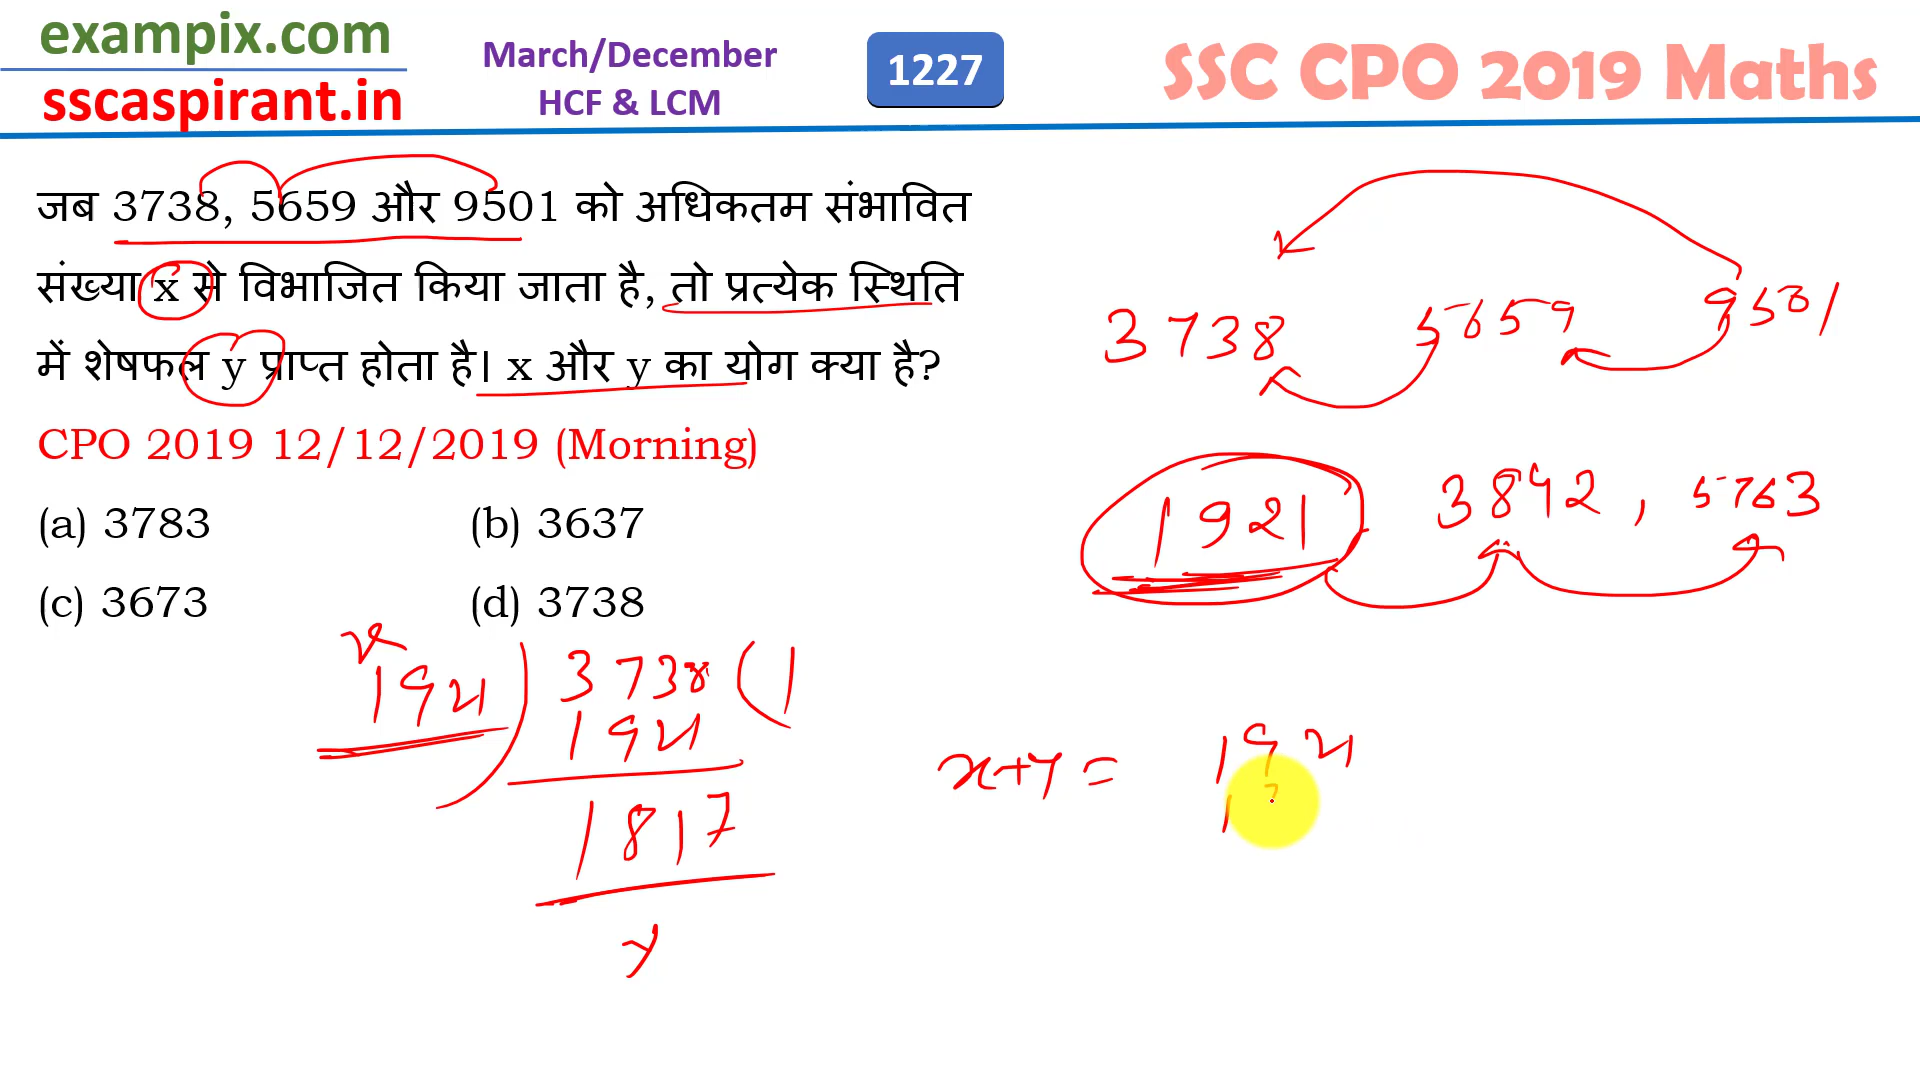 exampix.com
sscaspirant.in
March/December
HCF & LCM
1227
SSC CPO 2019 Maths
जब 3738, 5659 और 9501 को अधिकतम संभावित
संख्या x से विभाजित किया जाता है, तो प्रत्येक स्थिति
में शेषफल y प्राप्त होता है। x और y का योग क्या है?
CPO 2019 12/12/2019 (Morning)
(a) 3783 (b) 3637
(c) 3673 (d) 3738
3738 5659 9501
1921 3842, 5763
x
1921 ) 3738 ( 1
1921
1817
y
x+y = 1921
1